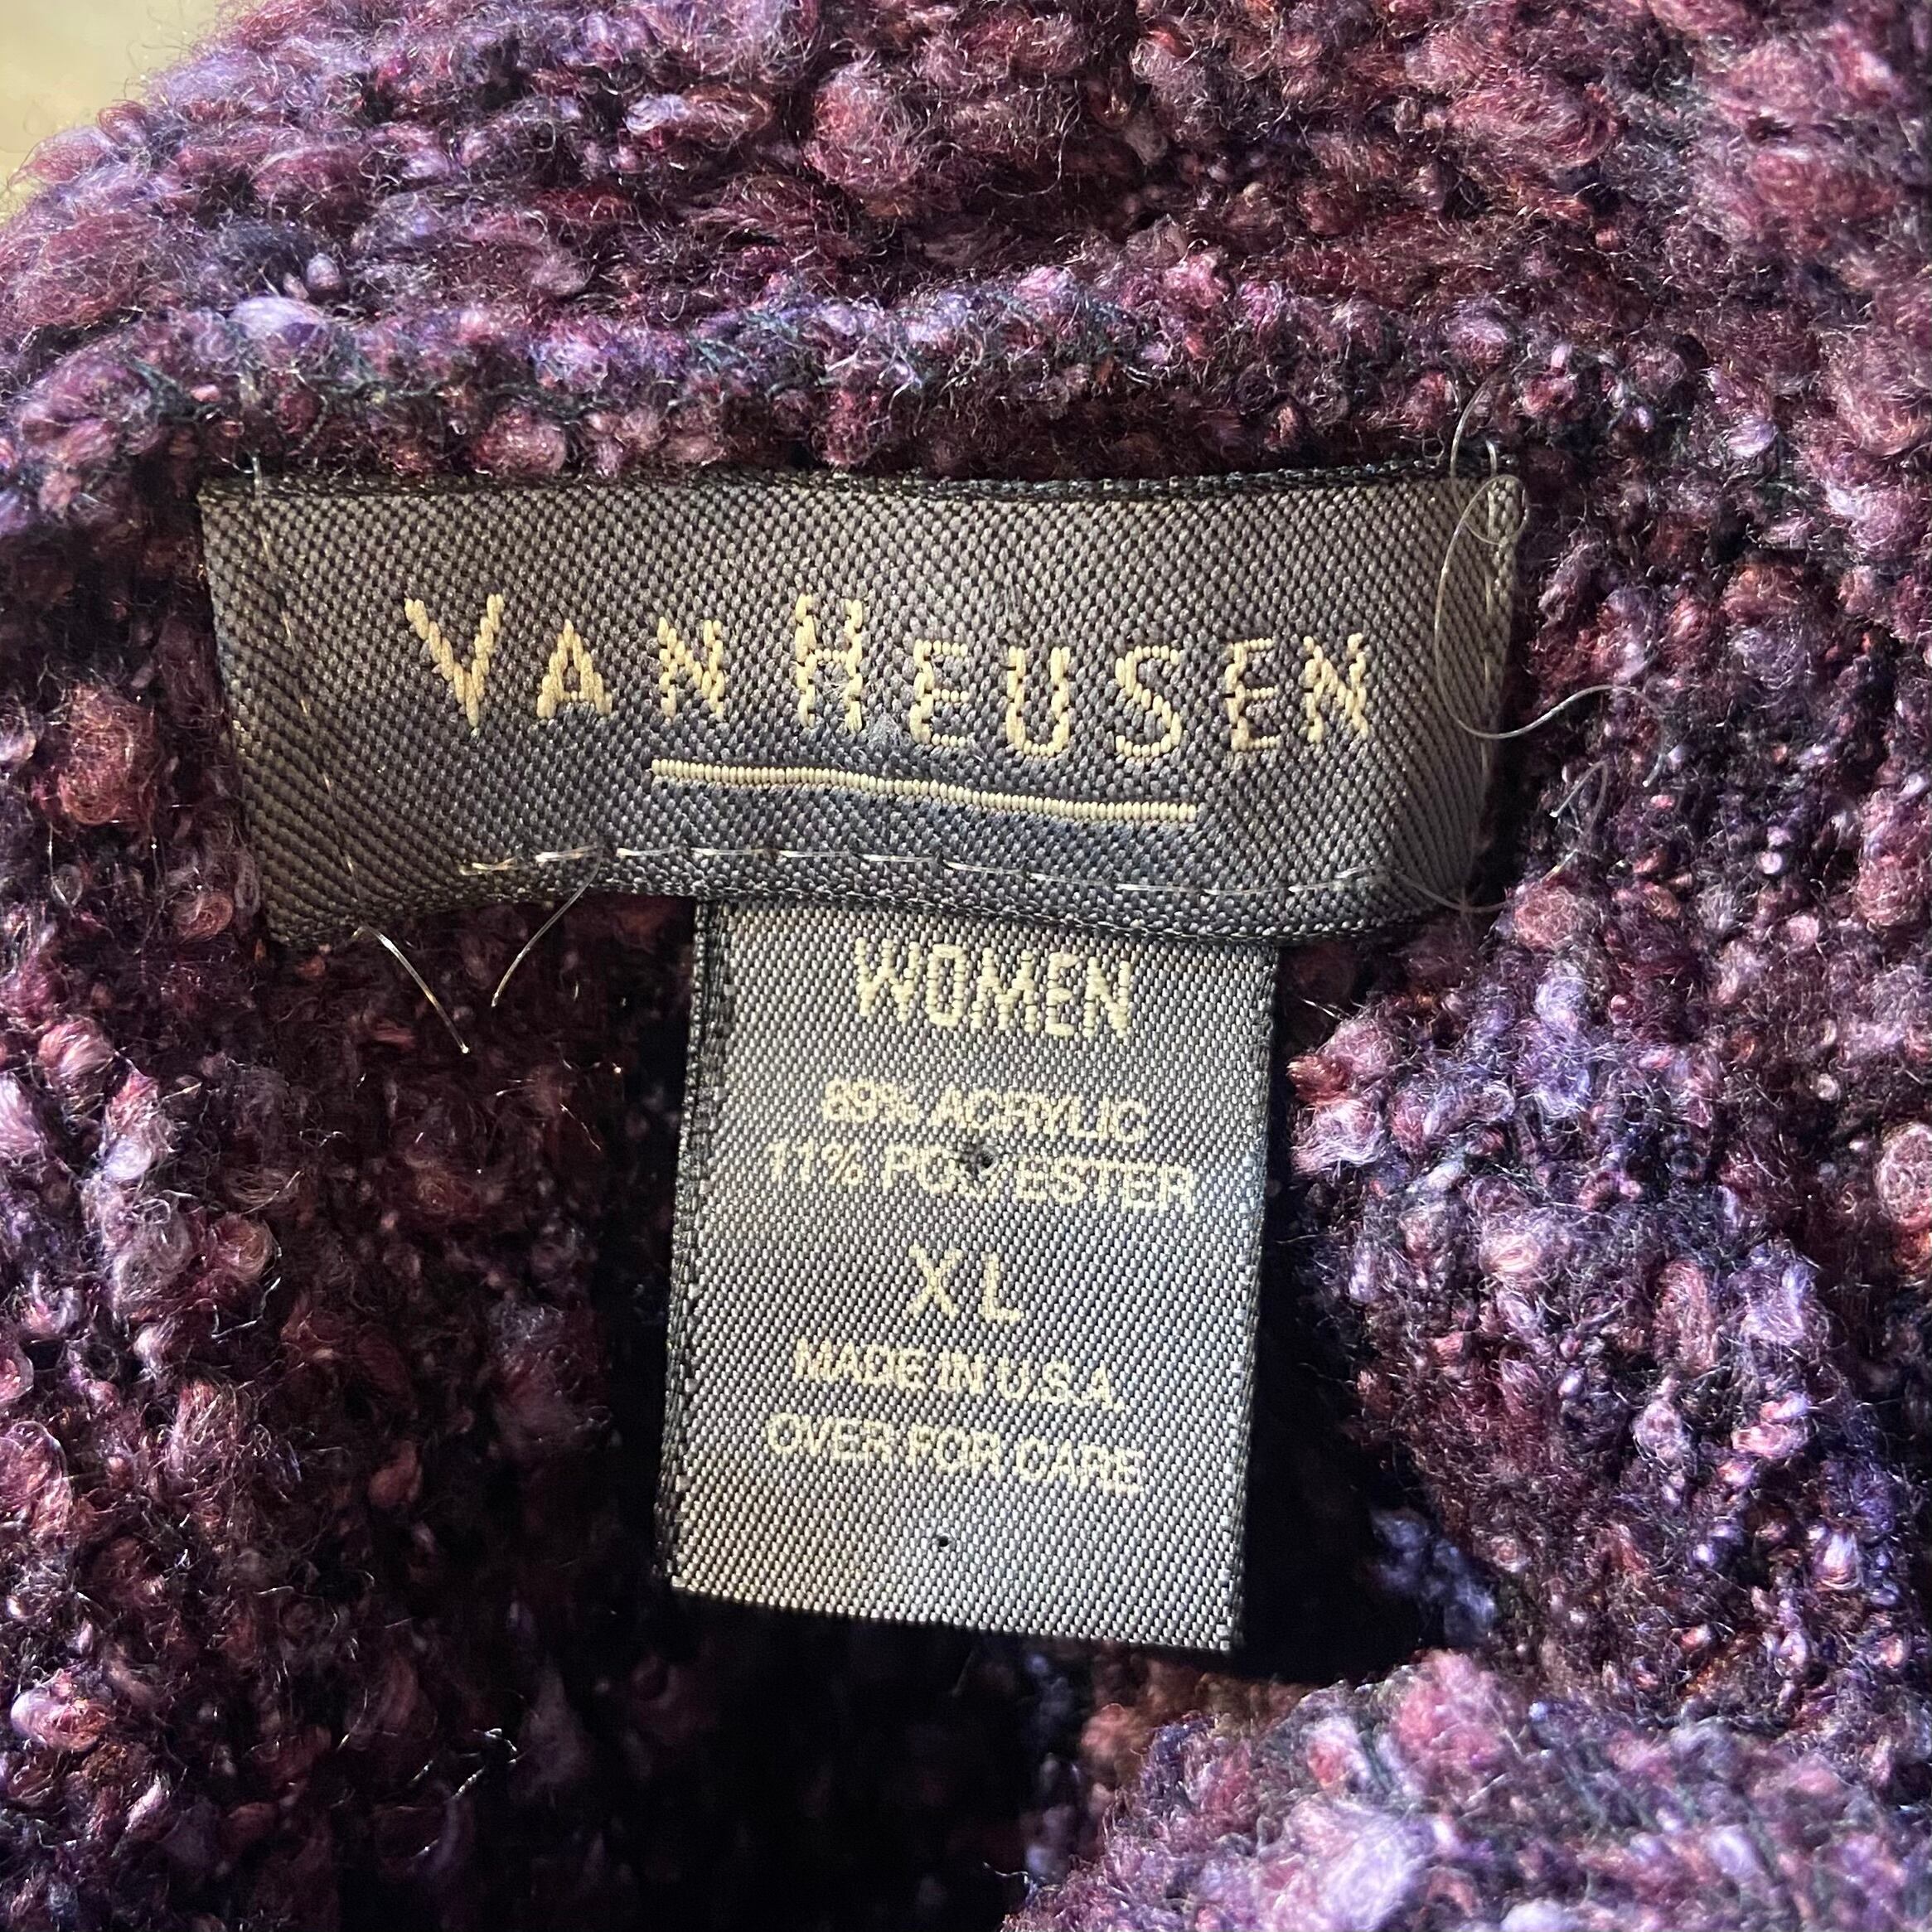 VAN HEUSEN
WOMEN
89% ACRYLIC
11% POLYESTER
XL
MADE IN U.S.A
OVER FOR CARE